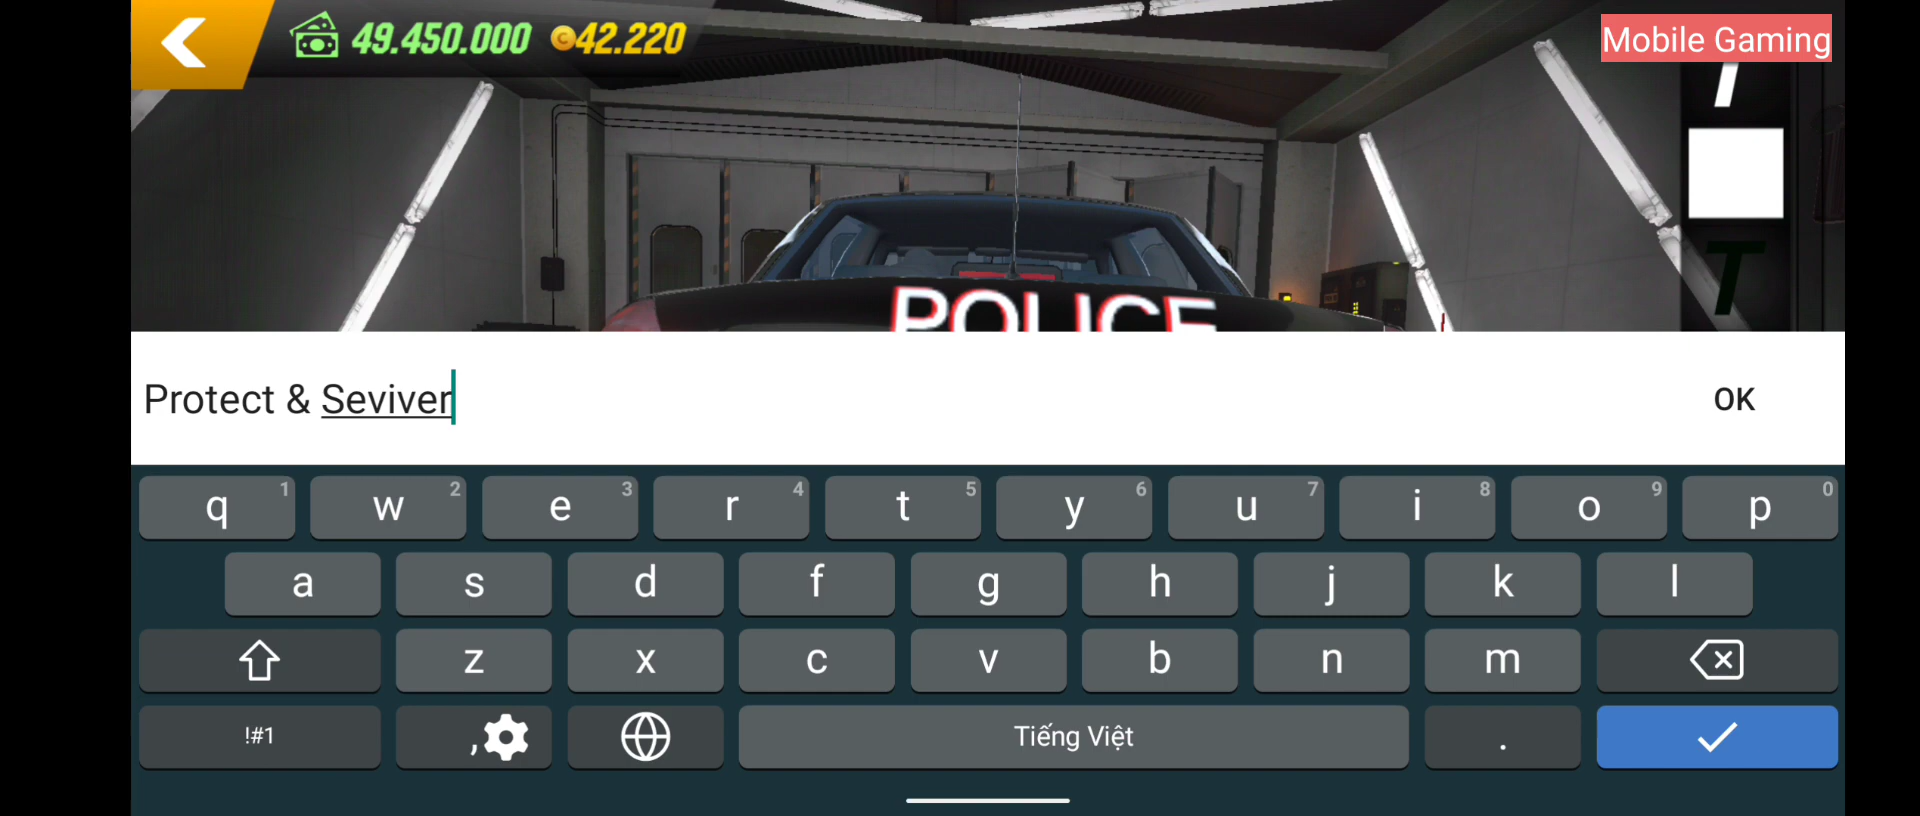 49.450.000 42.220
Mobile Gaming
T
POLICE
Protect & Seviver
OK
q 1 w 2 e 3 r 4 t 5 y 6 u 7 i 8 o 9 p 0
a s d f g h j k l
z x c v b n m
!#1 , Tiếng Việt .